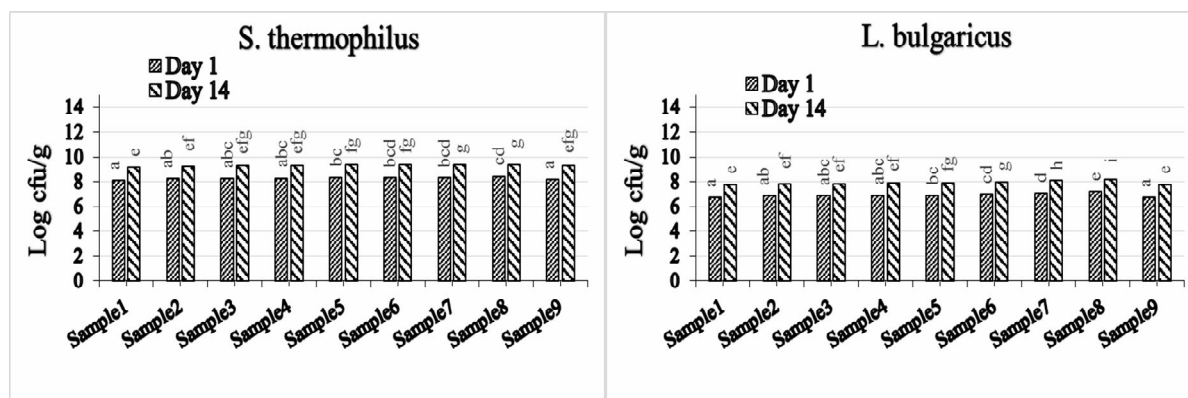 S. thermophilus
Day 1
Day 14
Log cfu/g
14
12
10
8
6
4
2
0
a e ab ef abc efg abc efg bc fg bcd fg bcd g cd g a efg
Sample1 Sample2 Sample3 Sample4 Sample5 Sample6 Sample7 Sample8 Sample9
L. bulgaricus
Day 1
Day 14
Log cfu/g
14
12
10
8
6
4
2
0
a e ab ef abc ef abc ef bc fg cd g d h e i a e
Sample1 Sample2 Sample3 Sample4 Sample5 Sample6 Sample7 Sample8 Sample9